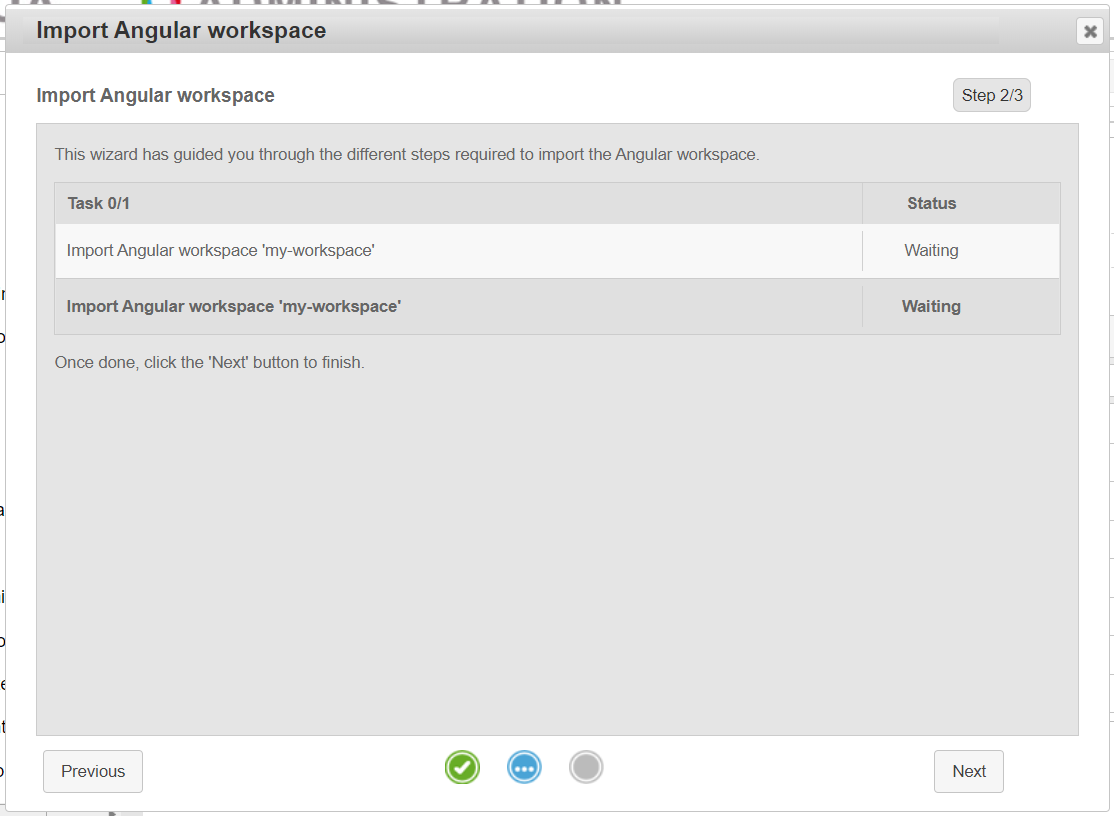 ADMINISTRATION
Import Angular workspace
Import Angular workspace
Step 2/3
This wizard has guided you through the different steps required to import the Angular workspace.
Task 0/1
Status
Import Angular workspace 'my-workspace'
Waiting
Import Angular workspace 'my-workspace'
Waiting
Once done, click the 'Next' button to finish.
Previous
Next